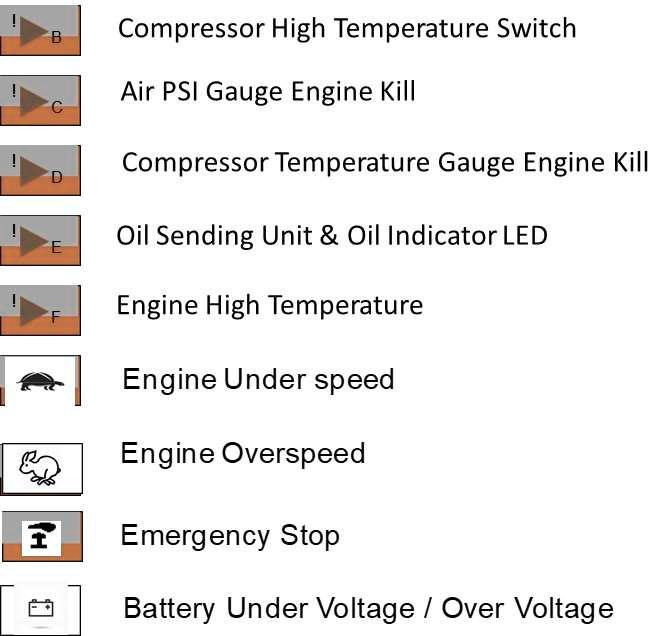 ! B Compressor High Temperature Switch
! C Air PSI Gauge Engine Kill
! D Compressor Temperature Gauge Engine Kill
! E Oil Sending Unit & Oil Indicator LED
! F Engine High Temperature
Engine Under speed
Engine Overspeed
Emergency Stop
Battery Under Voltage / Over Voltage